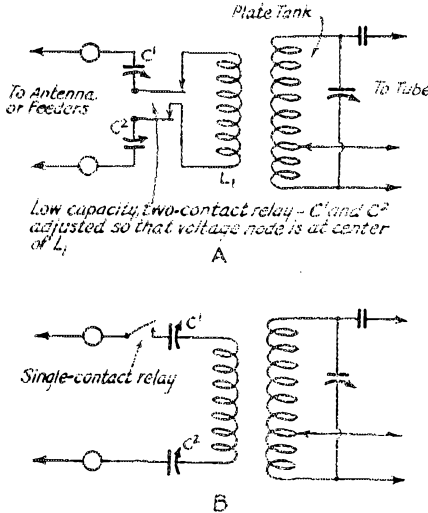 Plate Tank
C¹
To Antenna
or Feeders
C²
To Tube
L₁
Low capacity, two-contact relay - C¹ and C²
adjusted so that voltage node is at center
of L₁
A
C¹
Single-contact relay
C²
B